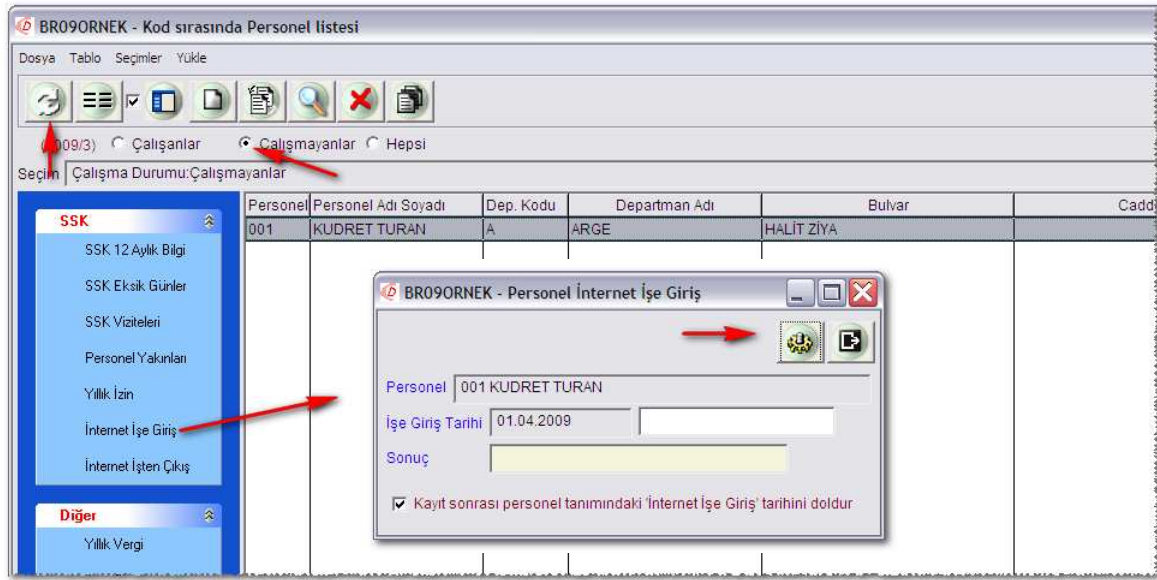 BR09ORNEK - Kod sırasında Personel listesi
Dosya Tablo Seçimler Yükle
009/3) Çalışanlar Çalışmayanlar Hepsi
Seçim Çalışma Durumu:Çalışmayanlar
Personel Personel Adı Soyadı Dep. Kodu Departman Adı Bulvar Cadd
001 KUDRET TURAN A ARGE HALİT ZİYA
SSK
SSK 12 Aylık Bilgi
SSK Eksik Günler
SSK Viziteleri
Personel Yakınları
Yıllık İzin
İnternet İşe Giriş
İnternet İşten Çıkış
Diğer
Yıllık Vergi
BR09ORNEK - Personel İnternet İşe Giriş
Personel 001 KUDRET TURAN
İşe Giriş Tarihi 01.04.2009
Sonuç
Kayıt sonrası personel tanımındaki 'İnternet İşe Giriş' tarihini doldur